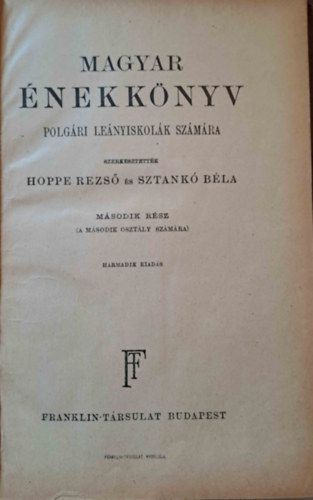 MAGYAR
ÉNEKKÖNYV
POLGÁRI LEÁNYISKOLÁK SZÁMÁRA
SZERKESZTETTÉK
HOPPE REZSŐ ÉS SZTANKÓ BÉLA
MÁSODIK RÉSZ
(A MÁSODIK OSZTÁLY SZÁMÁRA)
HARMADIK KIADÁS
FRANKLIN-TÁRSULAT BUDAPEST